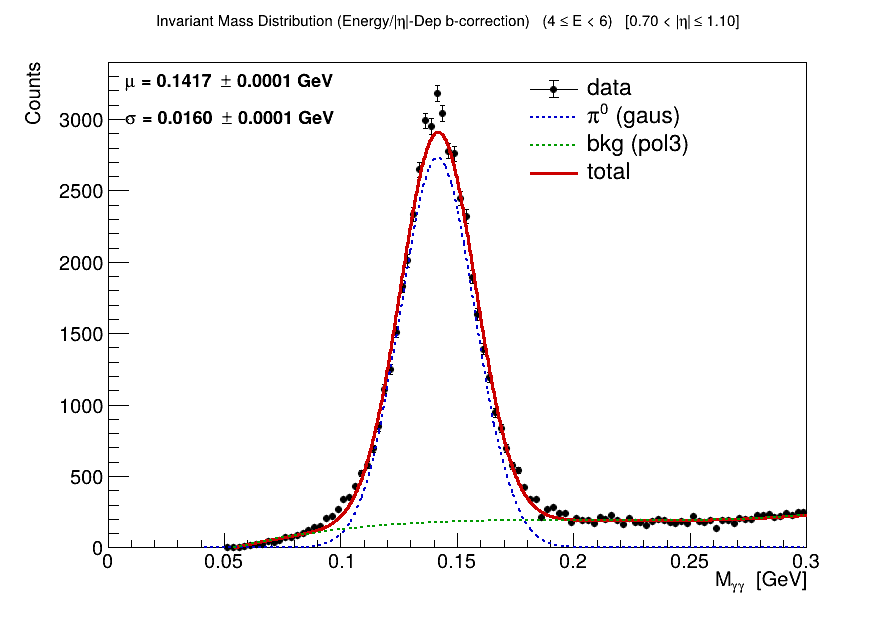 Invariant Mass Distribution (Energy/|η|-Dep b-correction) (4 ≤ E < 6) [0.70 < |η| ≤ 1.10]
Counts
μ = 0.1417 ± 0.0001 GeV
σ = 0.0160 ± 0.0001 GeV
data
π⁰ (gaus)
bkg (pol3)
total
3000
2500
2000
1500
1000
500
0
0 0.05 0.1 0.15 0.2 0.25 0.3
Mγγ [GeV]